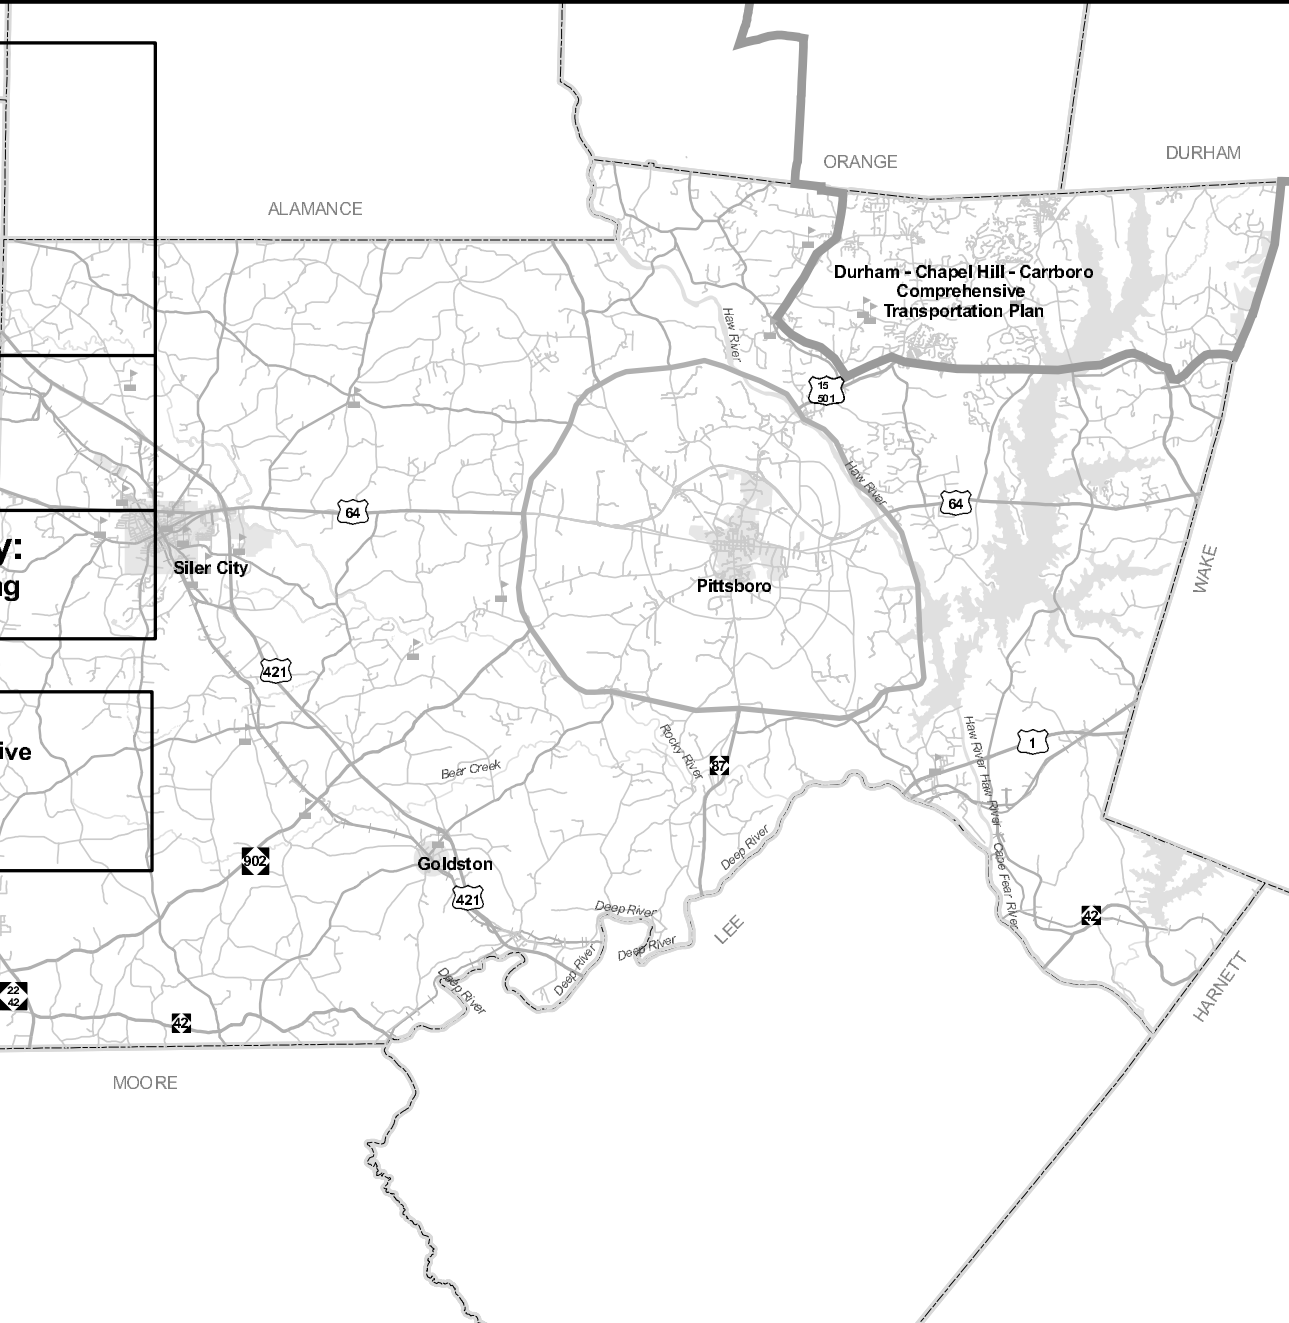 ORANGE
DURHAM
ALAMANCE
Durham - Chapel Hill - Carrboro
Comprehensive
Transportation Plan
Haw River
15
501
Haw River
64
64
y:
ng
Siler City
Pittsboro
WAKE
421
ive
Rocky River
Haw River
1
87
Bear Creek
Haw River
Deep River
902
Goldston
Cape Fear River
421
Deep River
42
LEE
Deep River
Deep River
Deep River
HARNETT
22
42
42
MOORE